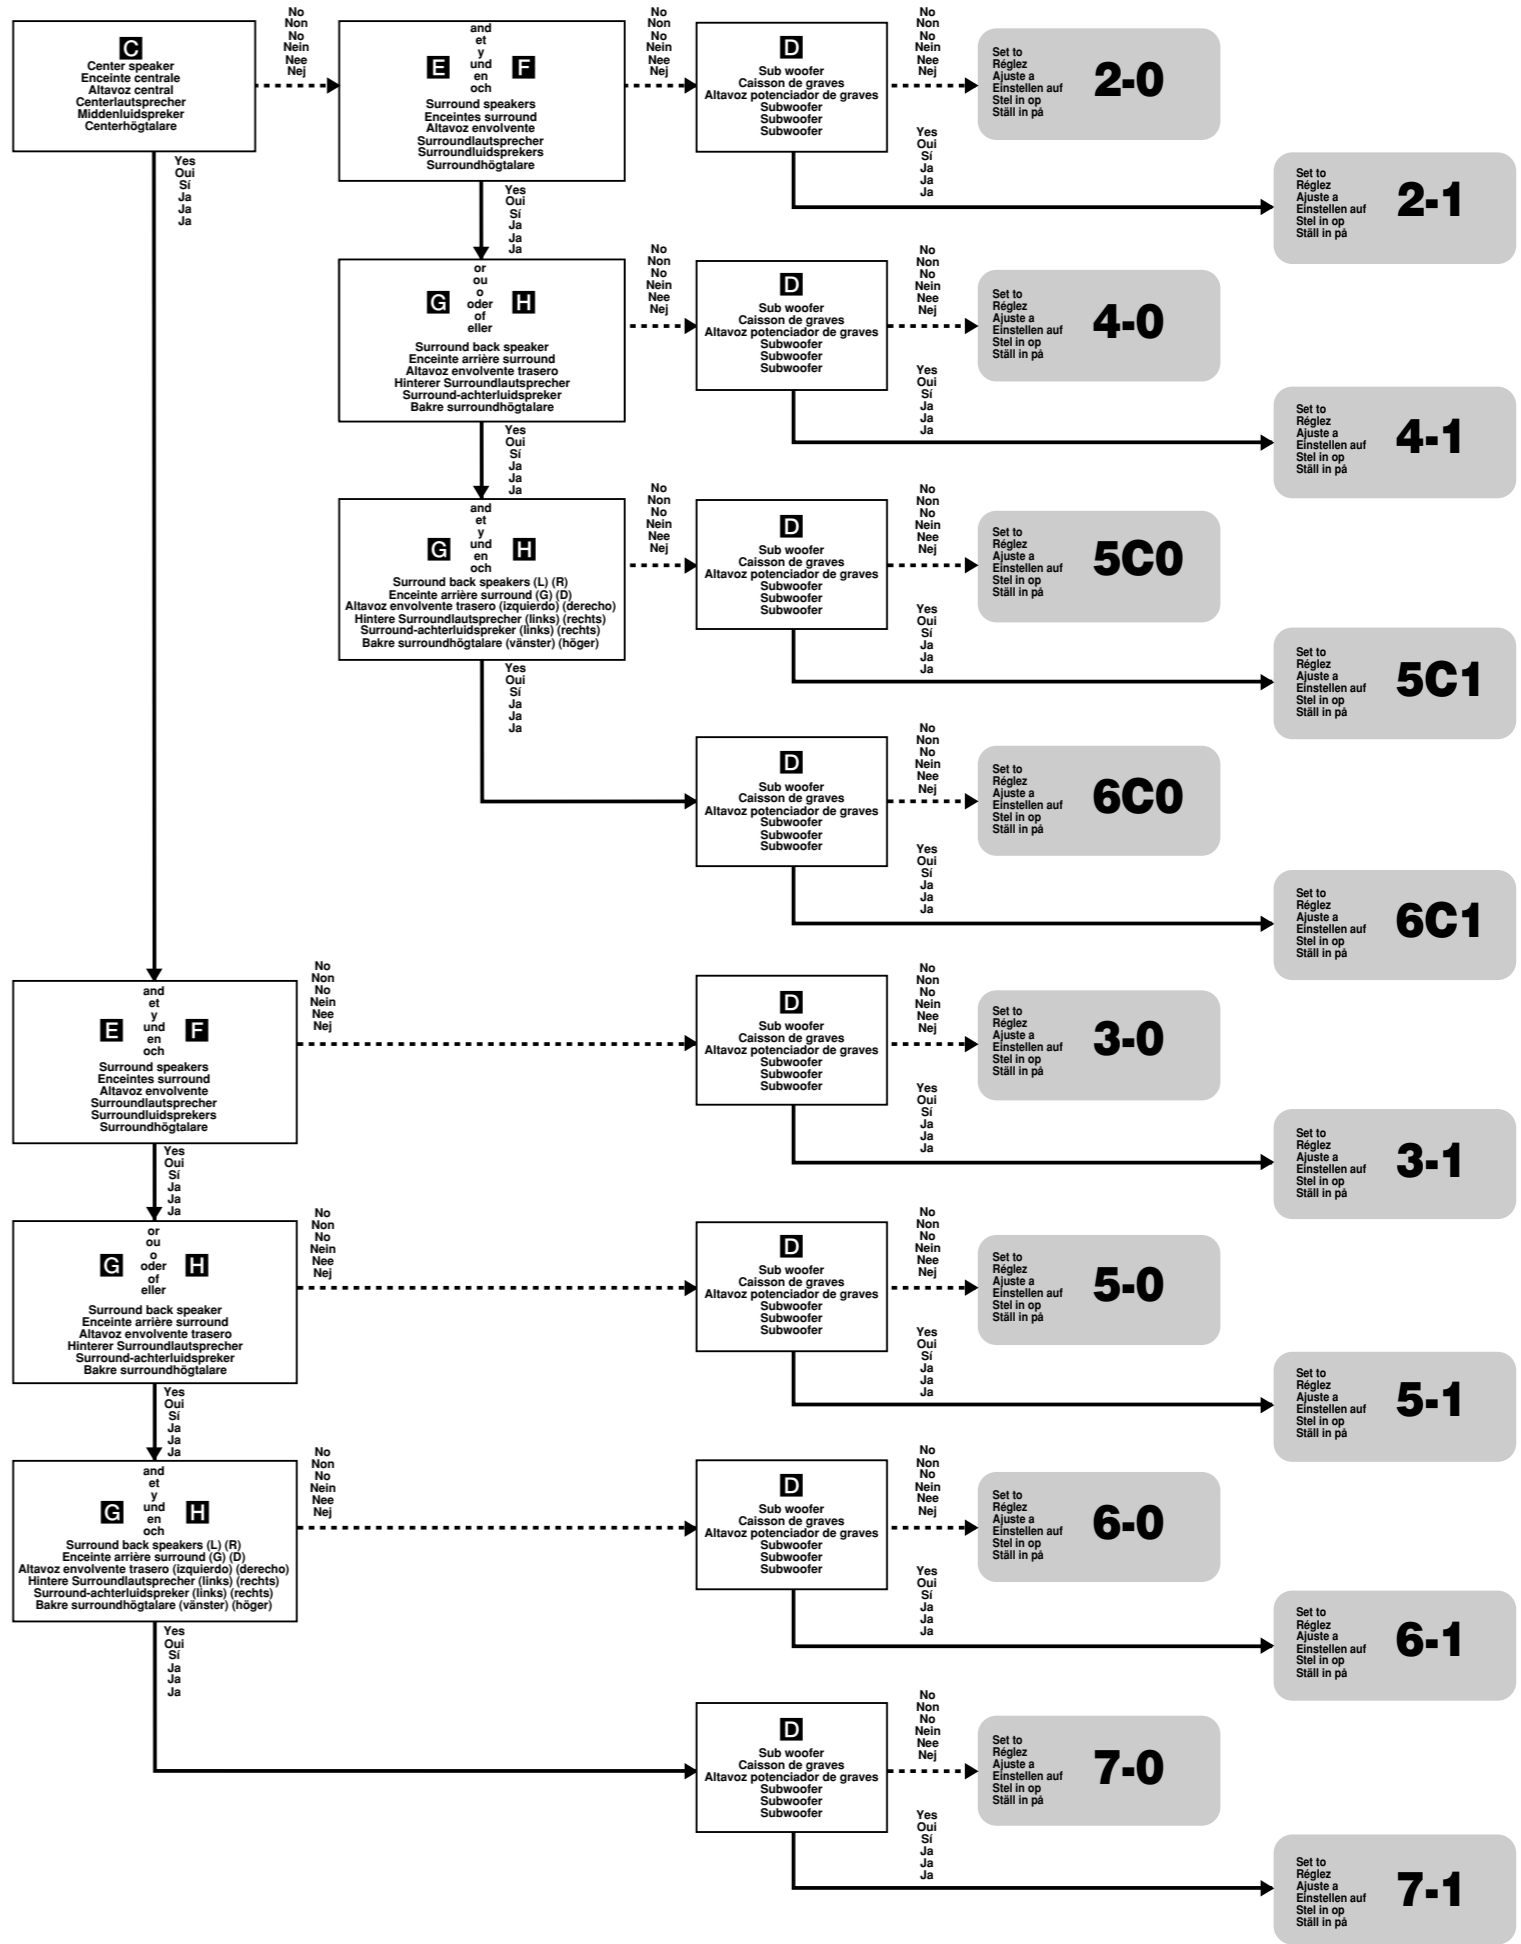 C
Center speaker
Enceinte centrale
Altavoz central
Centerlautsprecher
Middenluidspreker
Centerhögtalare
No
Non
No
Nein
Nee
Nej
Yes
Oui
Sí
Ja
Ja
Ja
and
et
y
E und F
en
och
Surround speakers
Enceintes surround
Altavoz envolvente
Surroundlautsprecher
Surroundluidsprekers
Surroundhögtalare
No
Non
No
Nein
Nee
Nej
Yes
Oui
Sí
Ja
Ja
Ja
D
Sub woofer
Caisson de graves
Altavoz potenciador de graves
Subwoofer
Subwoofer
Subwoofer
No
Non
No
Nein
Nee
Nej
Set to
Réglez
Ajuste a
Einstellen auf
Stel in op
Ställ in på
2-0
Yes
Oui
Sí
Ja
Ja
Ja
Set to
Réglez
Ajuste a
Einstellen auf
Stel in op
Ställ in på
2-1
or
ou
o
G oder H
of
eller
Surround back speaker
Enceinte arrière surround
Altavoz envolvente trasero
Hinterer Surroundlautsprecher
Surround-achterluidspreker
Bakre surroundhögtalare
No
Non
No
Nein
Nee
Nej
Yes
Oui
Sí
Ja
Ja
Ja
D
Sub woofer
Caisson de graves
Altavoz potenciador de graves
Subwoofer
Subwoofer
Subwoofer
No
Non
No
Nein
Nee
Nej
Set to
Réglez
Ajuste a
Einstellen auf
Stel in op
Ställ in på
4-0
Yes
Oui
Sí
Ja
Ja
Ja
Set to
Réglez
Ajuste a
Einstellen auf
Stel in op
Ställ in på
4-1
and
et
y
G und H
en
och
Surround back speakers (L) (R)
Enceinte arrière surround (G) (D)
Altavoz envolvente trasero (izquierdo) (derecho)
Hintere Surroundlautsprecher (links) (rechts)
Surround-achterluidspreker (links) (rechts)
Bakre surroundhögtalare (vänster) (höger)
No
Non
No
Nein
Nee
Nej
Yes
Oui
Sí
Ja
Ja
Ja
D
Sub woofer
Caisson de graves
Altavoz potenciador de graves
Subwoofer
Subwoofer
Subwoofer
No
Non
No
Nein
Nee
Nej
Set to
Réglez
Ajuste a
Einstellen auf
Stel in op
Ställ in på
5C0
Yes
Oui
Sí
Ja
Ja
Ja
Set to
Réglez
Ajuste a
Einstellen auf
Stel in op
Ställ in på
5C1
D
Sub woofer
Caisson de graves
Altavoz potenciador de graves
Subwoofer
Subwoofer
Subwoofer
No
Non
No
Nein
Nee
Nej
Set to
Réglez
Ajuste a
Einstellen auf
Stel in op
Ställ in på
6C0
Yes
Oui
Sí
Ja
Ja
Ja
Set to
Réglez
Ajuste a
Einstellen auf
Stel in op
Ställ in på
6C1
and
et
y
E und F
en
och
Surround speakers
Enceintes surround
Altavoz envolvente
Surroundlautsprecher
Surroundluidsprekers
Surroundhögtalare
No
Non
No
Nein
Nee
Nej
Yes
Oui
Sí
Ja
Ja
Ja
D
Sub woofer
Caisson de graves
Altavoz potenciador de graves
Subwoofer
Subwoofer
Subwoofer
No
Non
No
Nein
Nee
Nej
Set to
Réglez
Ajuste a
Einstellen auf
Stel in op
Ställ in på
3-0
Yes
Oui
Sí
Ja
Ja
Ja
Set to
Réglez
Ajuste a
Einstellen auf
Stel in op
Ställ in på
3-1
or
ou
o
G oder H
of
eller
Surround back speaker
Enceinte arrière surround
Altavoz envolvente trasero
Hinterer Surroundlautsprecher
Surround-achterluidspreker
Bakre surroundhögtalare
No
Non
No
Nein
Nee
Nej
Yes
Oui
Sí
Ja
Ja
Ja
D
Sub woofer
Caisson de graves
Altavoz potenciador de graves
Subwoofer
Subwoofer
Subwoofer
No
Non
No
Nein
Nee
Nej
Set to
Réglez
Ajuste a
Einstellen auf
Stel in op
Ställ in på
5-0
Yes
Oui
Sí
Ja
Ja
Ja
Set to
Réglez
Ajuste a
Einstellen auf
Stel in op
Ställ in på
5-1
and
et
y
G und H
en
och
Surround back speakers (L) (R)
Enceinte arrière surround (G) (D)
Altavoz envolvente trasero (izquierdo) (derecho)
Hintere Surroundlautsprecher (links) (rechts)
Surround-achterluidspreker (links) (rechts)
Bakre surroundhögtalare (vänster) (höger)
No
Non
No
Nein
Nee
Nej
Yes
Oui
Sí
Ja
Ja
Ja
D
Sub woofer
Caisson de graves
Altavoz potenciador de graves
Subwoofer
Subwoofer
Subwoofer
No
Non
No
Nein
Nee
Nej
Set to
Réglez
Ajuste a
Einstellen auf
Stel in op
Ställ in på
6-0
Yes
Oui
Sí
Ja
Ja
Ja
Set to
Réglez
Ajuste a
Einstellen auf
Stel in op
Ställ in på
6-1
D
Sub woofer
Caisson de graves
Altavoz potenciador de graves
Subwoofer
Subwoofer
Subwoofer
No
Non
No
Nein
Nee
Nej
Set to
Réglez
Ajuste a
Einstellen auf
Stel in op
Ställ in på
7-0
Yes
Oui
Sí
Ja
Ja
Ja
Set to
Réglez
Ajuste a
Einstellen auf
Stel in op
Ställ in på
7-1